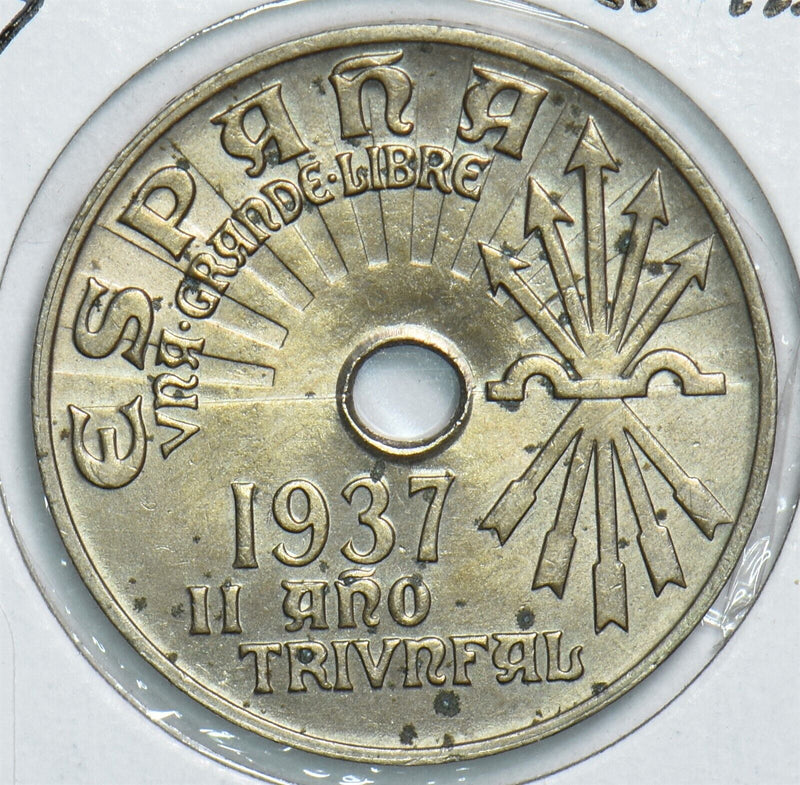 ESPAÑA
VNA·GRANDE·LIBRE
1937
II AÑO
TRIVNFAL